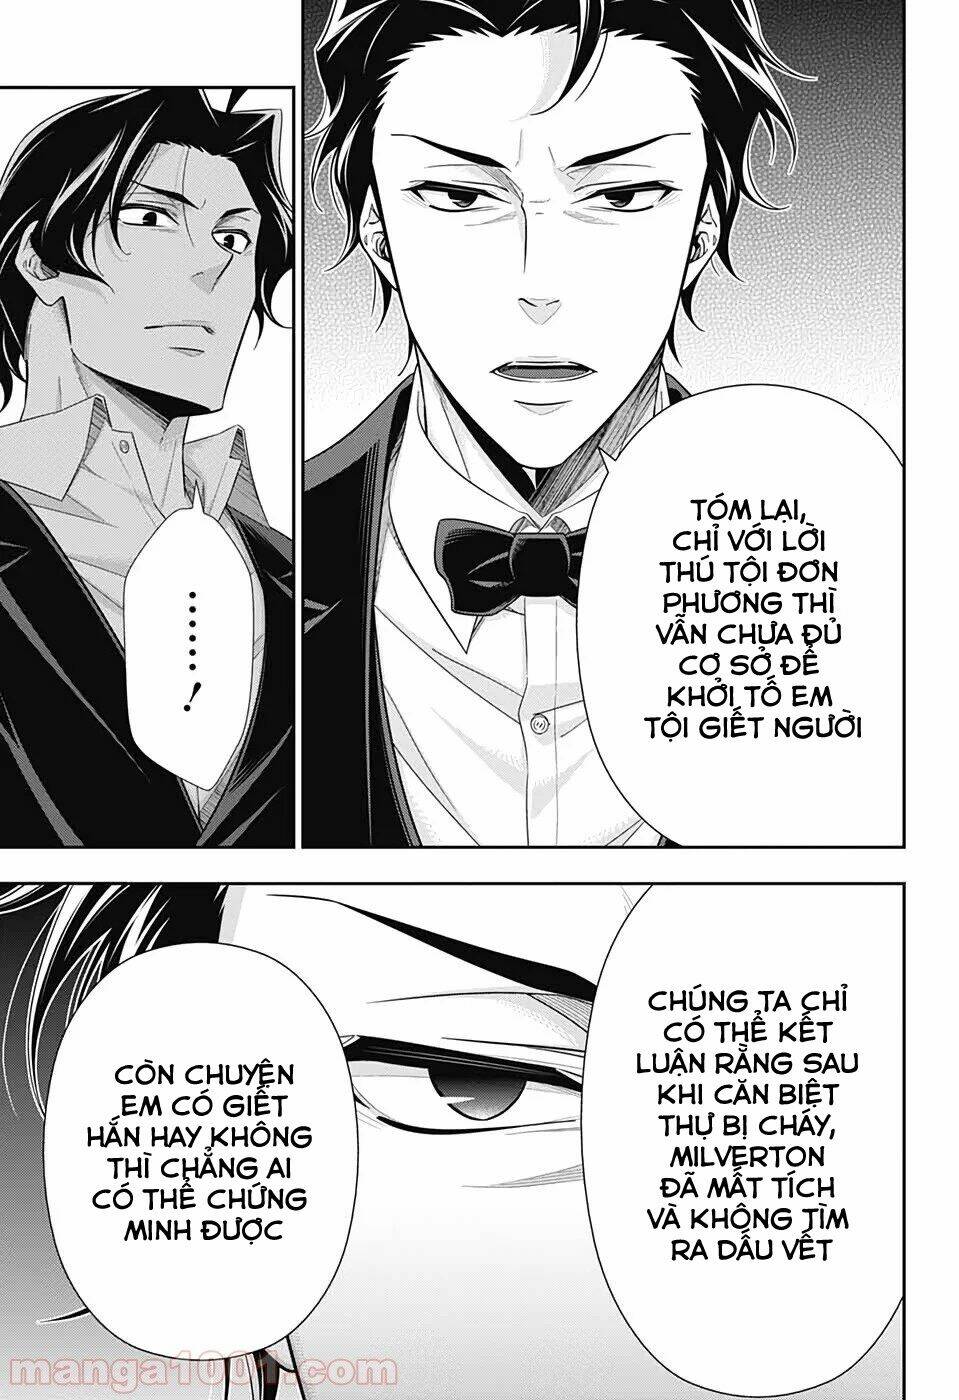 TÓM LẠI,
CHỈ VỚI LỜI
THÚ TỘI ĐƠN
PHƯƠNG THÌ
VẪN CHƯA ĐỦ
CƠ SỞ ĐỂ
KHỞI TỐ EM
TỘI GIẾT NGƯỜI
......!
CHÚNG TA CHỈ
CÓ THỂ KẾT
LUẬN RẰNG SAU
KHI CĂN BIỆT
THỰ BỊ CHÁY,
MILVERTON
ĐÃ MẤT TÍCH
VÀ KHÔNG TÌM
RA DẤU VẾT
CÒN CHUYỆN
EM CÓ GIẾT
HẮN HAY KHÔNG
THÌ CHẲNG AI
CÓ THỂ CHỨNG
MINH ĐƯỢC
manga1001.com